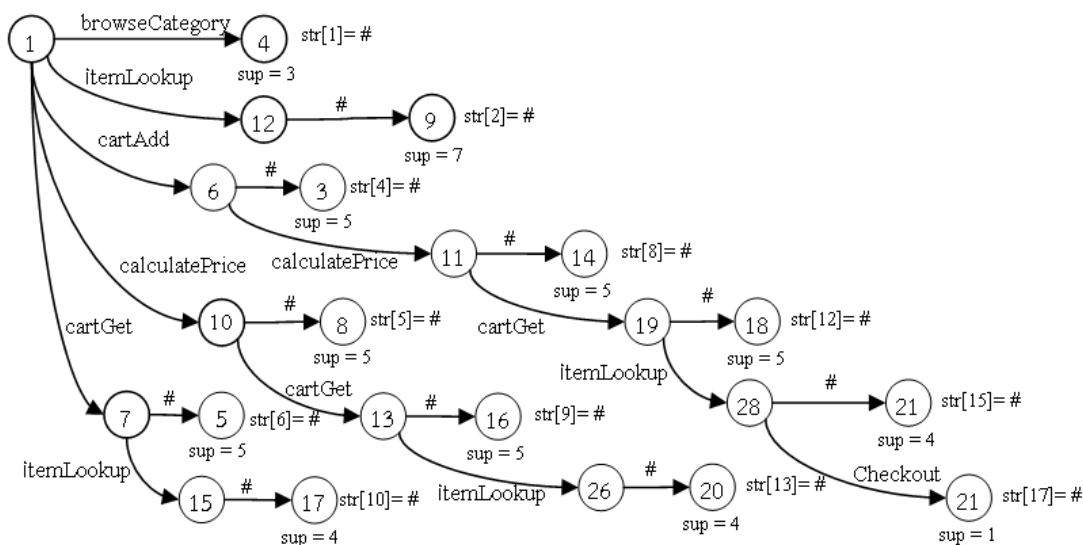 browseCategory
1
4
str[1]= #
sup = 3
itemLookup
12
#
9
str[2]= #
sup = 7
cartAdd
6
#
3
str[4]= #
sup = 5
calculatePrice
calculatePrice
11
#
14
str[8]= #
sup = 5
cartGet
10
#
8
str[5]= #
sup = 5
cartGet
19
#
18
str[12]= #
sup = 5
itemLookup
7
#
5
str[6]= #
sup = 5
cartGet
13
#
16
str[9]= #
sup = 5
28
#
21
str[15]= #
sup = 4
itemLookup
15
#
17
str[10]= #
sup = 4
itemLookup
26
#
20
str[13]= #
sup = 4
Checkout
21
str[17]= #
sup = 1